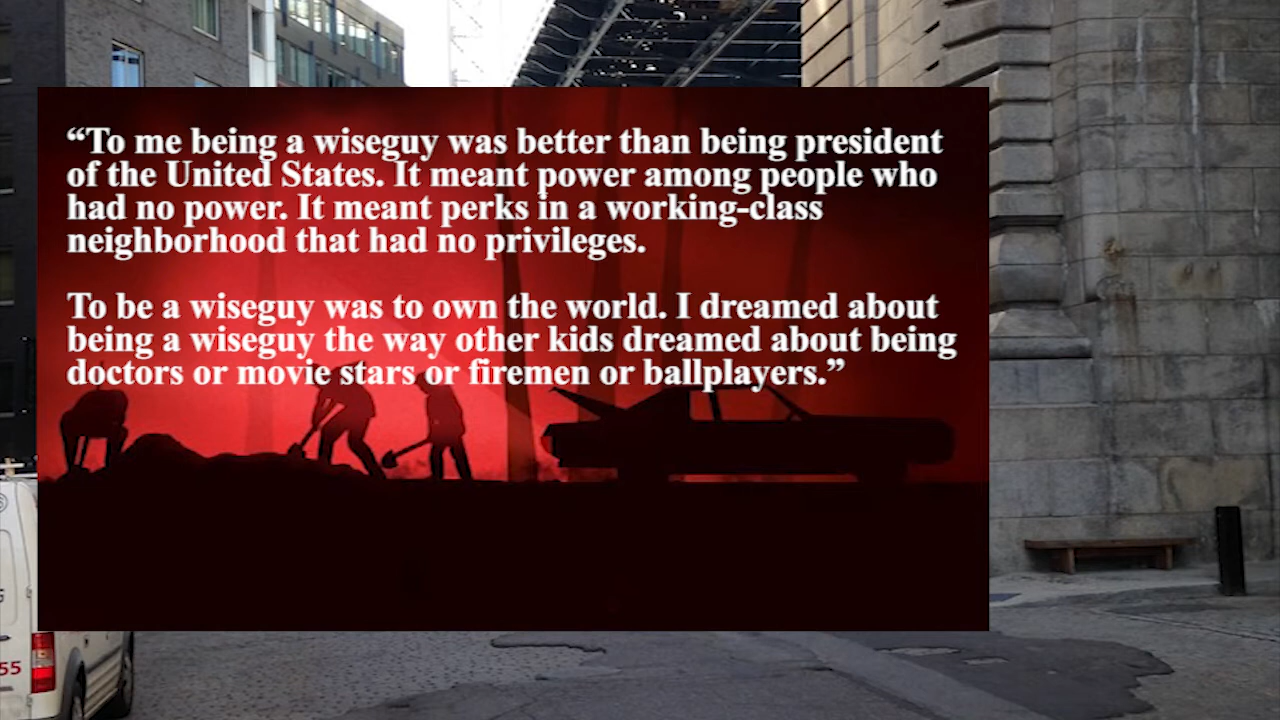 “To me being a wiseguy was better than being president
of the United States. It meant power among people who
had no power. It meant perks in a working-class
neighborhood that had no privileges.
To be a wiseguy was to own the world. I dreamed about
being a wiseguy the way other kids dreamed about being
doctors or movie stars or firemen or ballplayers.”
55